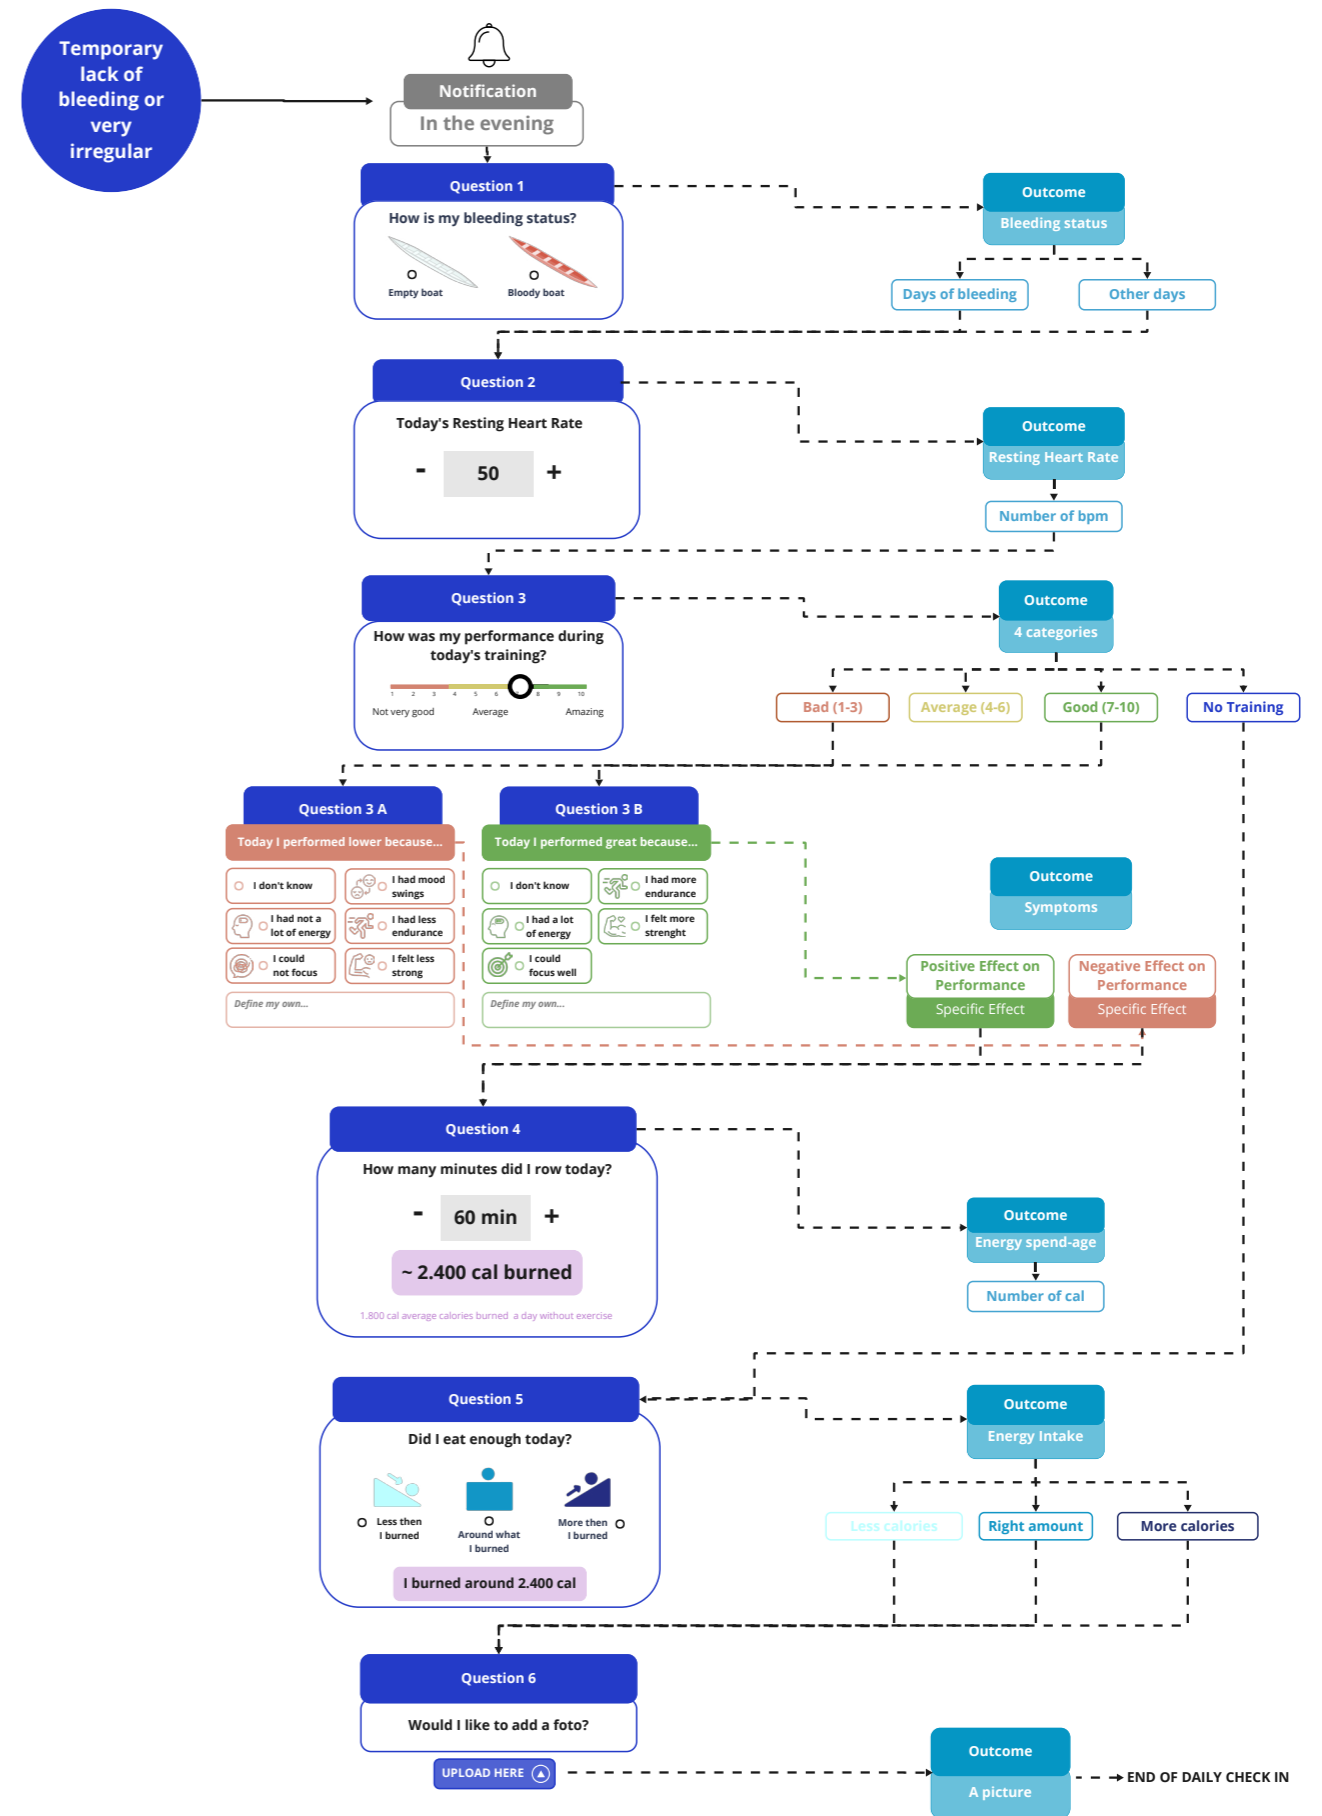 Temporary
lack of
bleeding or
very
irregular
Notification
In the evening
Question 1
How is my bleeding status?
Empty boat
Bloody boat
Outcome
Bleeding status
Days of bleeding
Other days
Question 2
Today's Resting Heart Rate
- 50 +
Outcome
Resting Heart Rate
Number of bpm
Question 3
How was my performance during
today's training?
1 2 3 4 5 6 8 9 10
Not very good Average Amazing
Outcome
4 categories
Bad (1-3)
Average (4-6)
Good (7-10)
No Training
Question 3 A
Today I performed lower because...
I don't know
I had mood
swings
I had not a
lot of energy
I had less
endurance
I could
not focus
I felt less
strong
Define my own...
Question 3 B
Today I performed great because...
I don't know
I had more
endurance
I had a lot
of energy
I felt more
strenght
I could
focus well
Define my own...
Outcome
Symptoms
Positive Effect on
Performance
Specific Effect
Negative Effect on
Performance
Specific Effect
Question 4
How many minutes did I row today?
- 60 min +
~ 2.400 cal burned
1.800 cal average calories burned a day without exercise
Outcome
Energy spend-age
Number of cal
Question 5
Did I eat enough today?
Less then
I burned
Around what
I burned
More then
I burned
I burned around 2.400 cal
Outcome
Energy Intake
Less calories
Right amount
More calories
Question 6
Would I like to add a foto?
UPLOAD HERE
Outcome
A picture
END OF DAILY CHECK IN